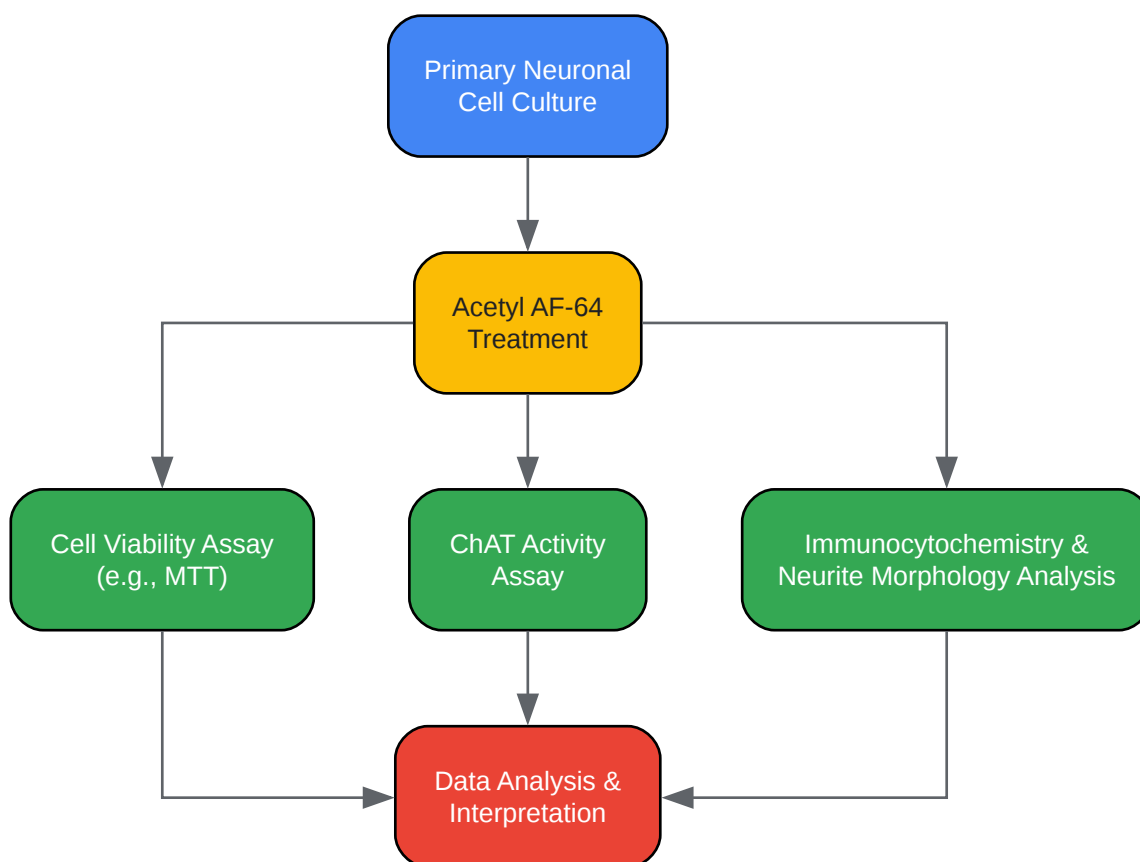 Primary Neuronal
Cell Culture
Acetyl AF-64
Treatment
Cell Viability Assay
(e.g., MTT)
ChAT Activity
Assay
Immunocytochemistry &
Neurite Morphology Analysis
Data Analysis &
Interpretation